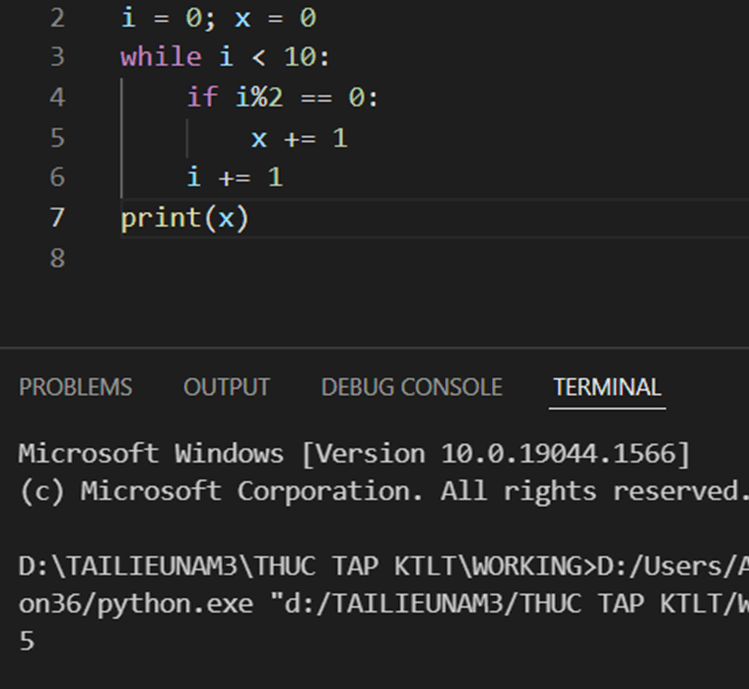 2 i = 0; x = 0
3 while i < 10:
4 if i%2 == 0:
5 x += 1
6 i += 1
7 print(x)
8
PROBLEMS OUTPUT DEBUG CONSOLE TERMINAL
Microsoft Windows [Version 10.0.19044.1566]
(c) Microsoft Corporation. All rights reserved.
D:\TAILIEUNAM3\THUC TAP KTLT\WORKING>D:/Users/A
on36/python.exe "d:/TAILIEUNAM3/THUC TAP KTLT/W
5